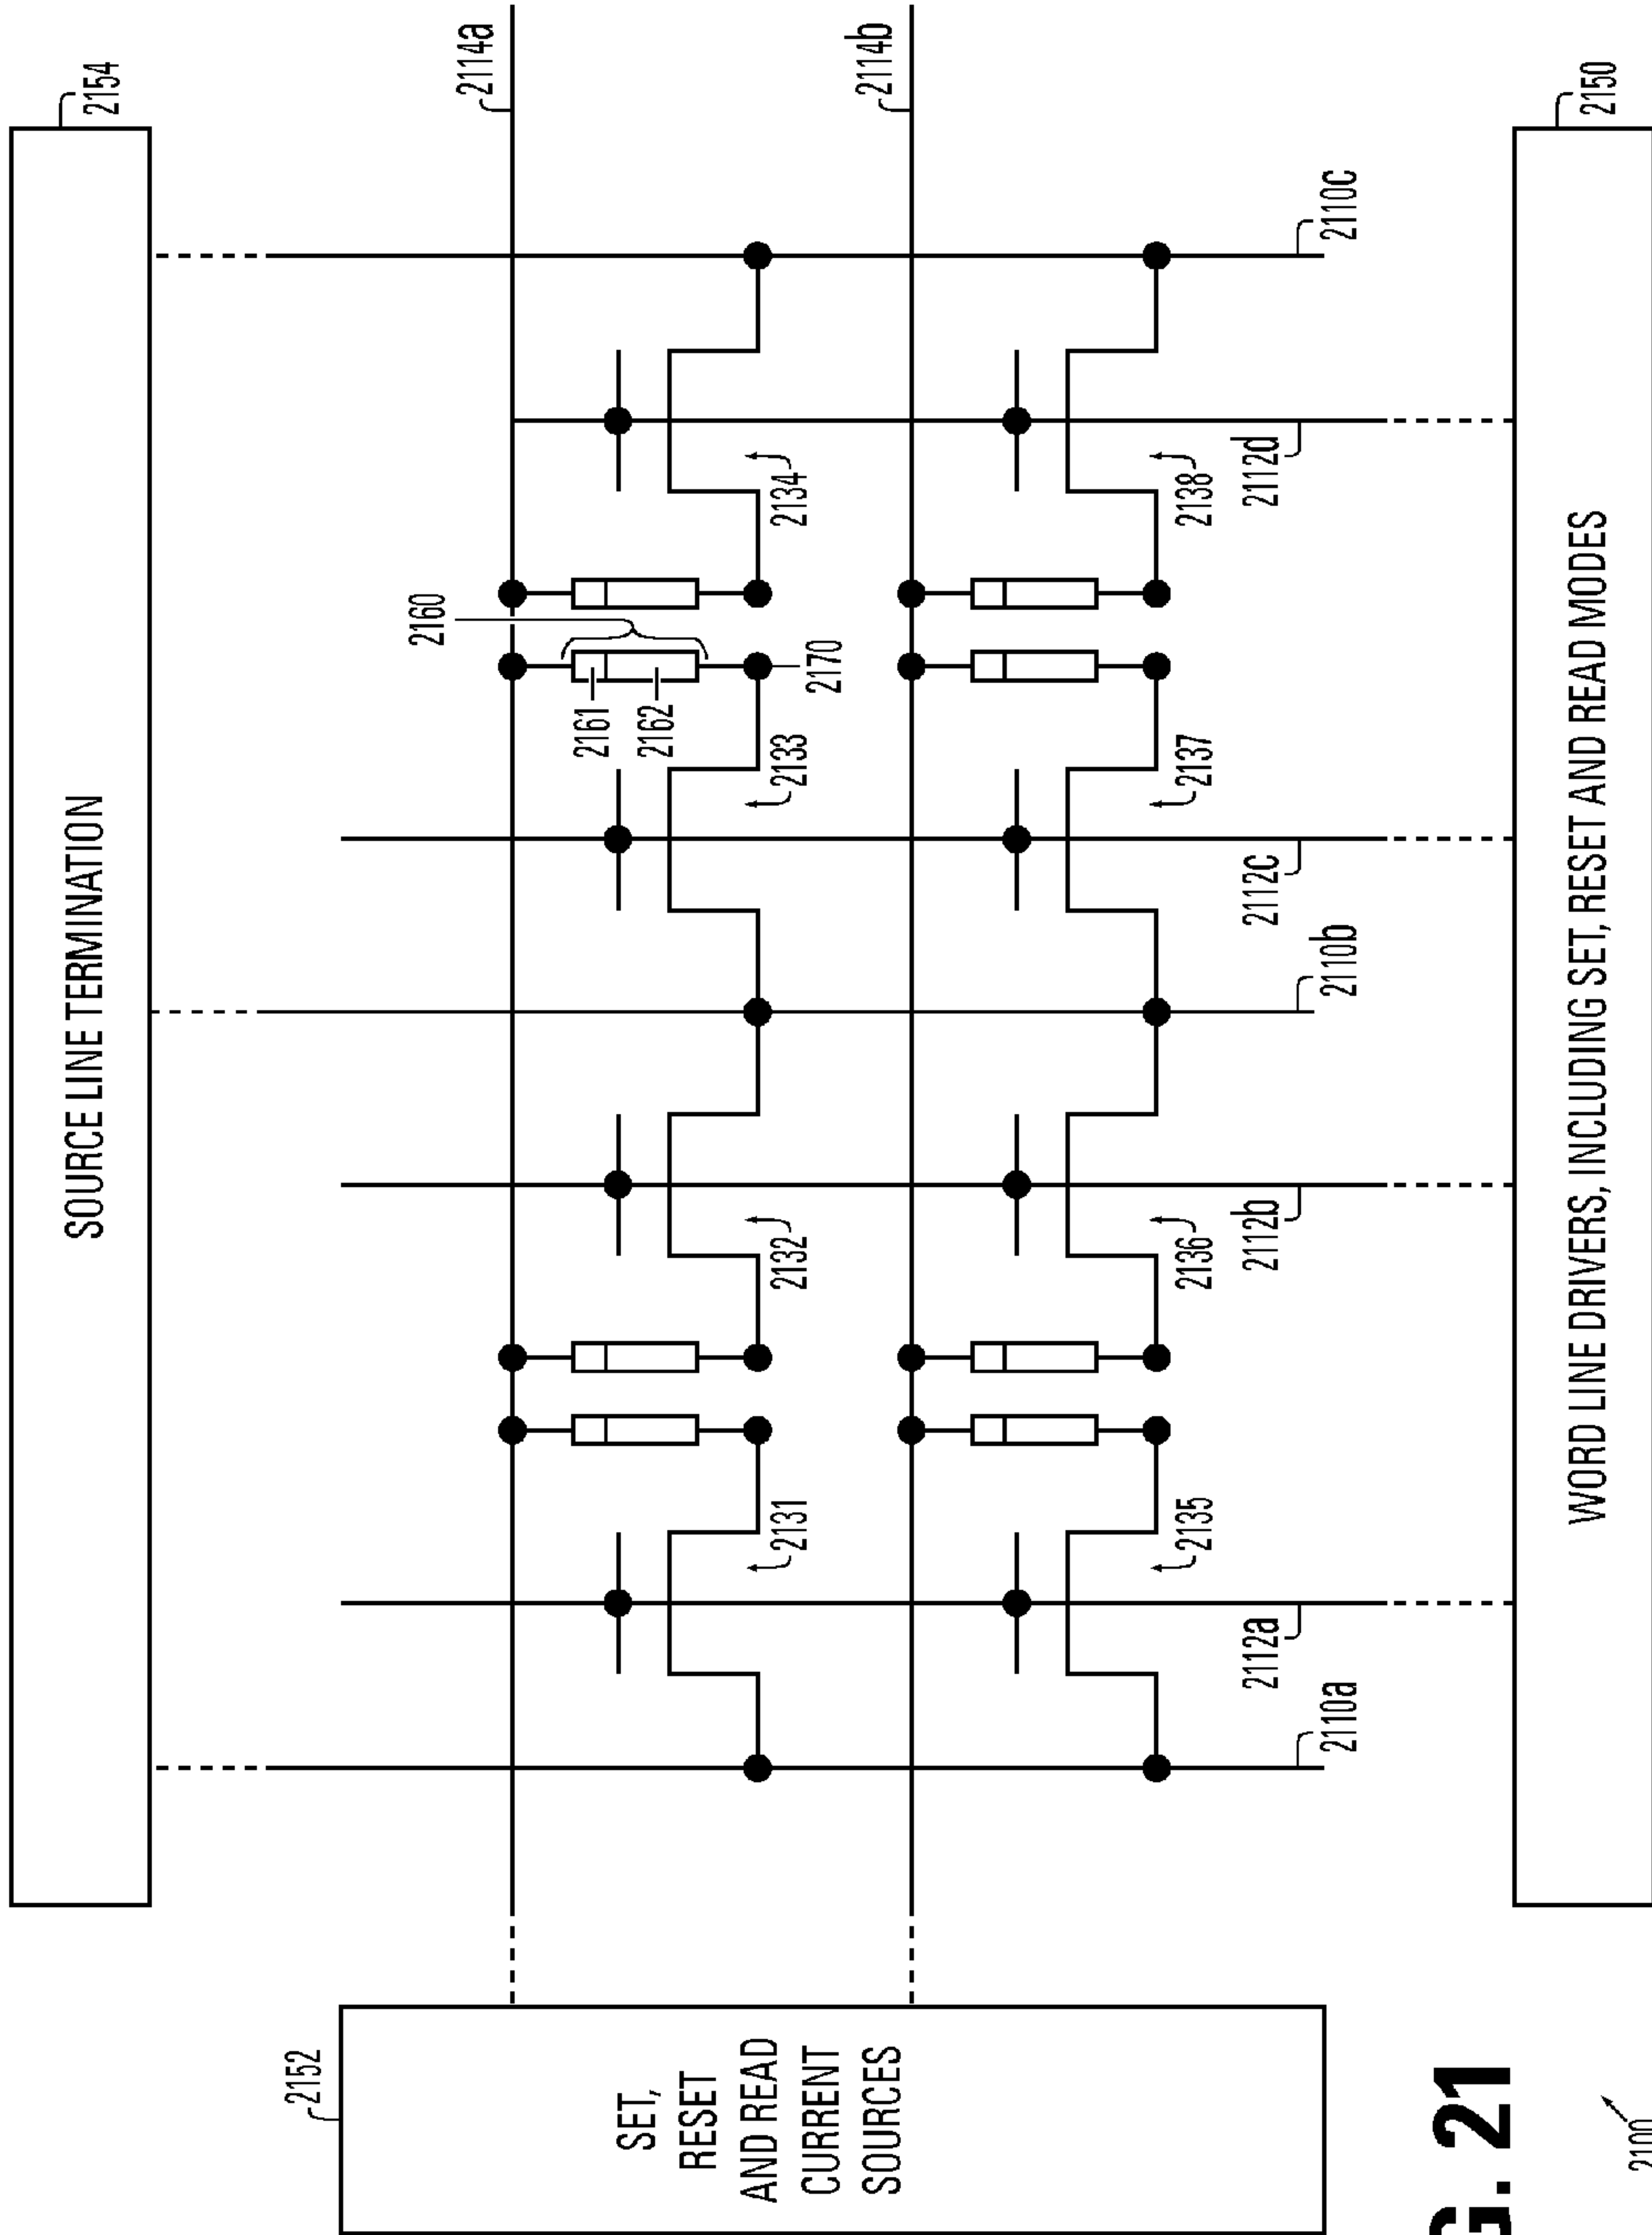 SOURCE LINE TERMINATION
2154
2114a
2114b
2160
2161
2162
2170
2131
2132
2133
2134
2135
2136
2137
2138
2110a
2112a
2112b
2110b
2112c
2112d
2110c
2152
SET,
RESET
AND READ
CURRENT
SOURCES
WORD LINE DRIVERS, INCLUDING SET, RESET AND READ MODES
2150
G. 21
2100